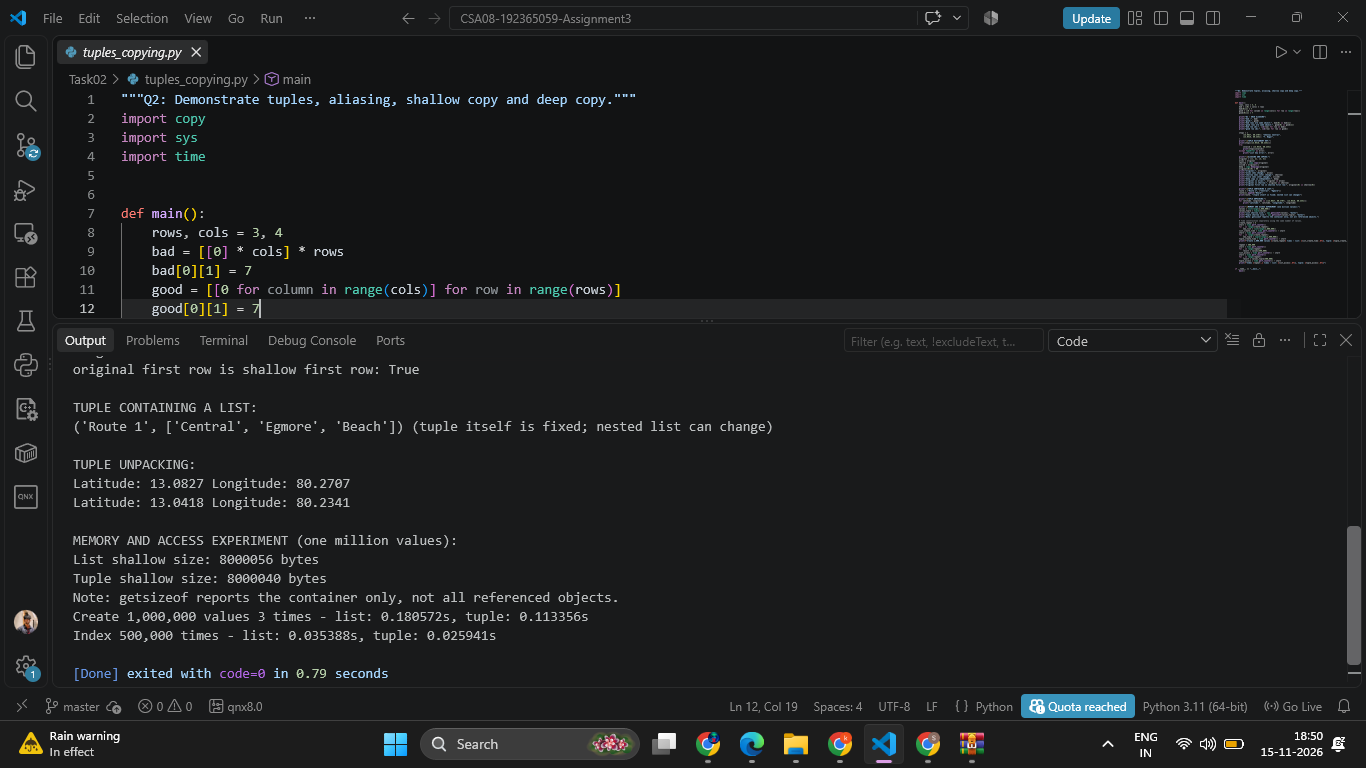 File Edit Selection View Go Run ··· CSA08-192365059-Assignment3 Update
tuples_copying.py
Task02 > tuples_copying.py > main
1 """Q2: Demonstrate tuples, aliasing, shallow copy and deep copy."""
2 import copy
3 import sys
4 import time
5
6
7 def main():
8 rows, cols = 3, 4
9 bad = [[0] * cols] * rows
10 bad[0][1] = 7
11 good = [[0 for column in range(cols)] for row in range(rows)]
12 good[0][1] = 7
Output Problems Terminal Debug Console Ports Filter (e.g. text, !excludeText, t... Code
original first row is shallow first row: True
TUPLE CONTAINING A LIST:
('Route 1', ['Central', 'Egmore', 'Beach']) (tuple itself is fixed; nested list can change)
TUPLE UNPACKING:
Latitude: 13.0827 Longitude: 80.2707
Latitude: 13.0418 Longitude: 80.2341
MEMORY AND ACCESS EXPERIMENT (one million values):
List shallow size: 8000056 bytes
Tuple shallow size: 8000040 bytes
Note: getsizeof reports the container only, not all referenced objects.
Create 1,000,000 values 3 times - list: 0.180572s, tuple: 0.113356s
Index 500,000 times - list: 0.035388s, tuple: 0.025941s
[Done] exited with code=0 in 0.79 seconds
QNX
1
master 0 0 qnx8.0 Ln 12, Col 19 Spaces: 4 UTF-8 LF { } Python Quota reached Python 3.11 (64-bit) Go Live
Rain warning
In effect
Search
ENG
IN
18:50
15-11-2026